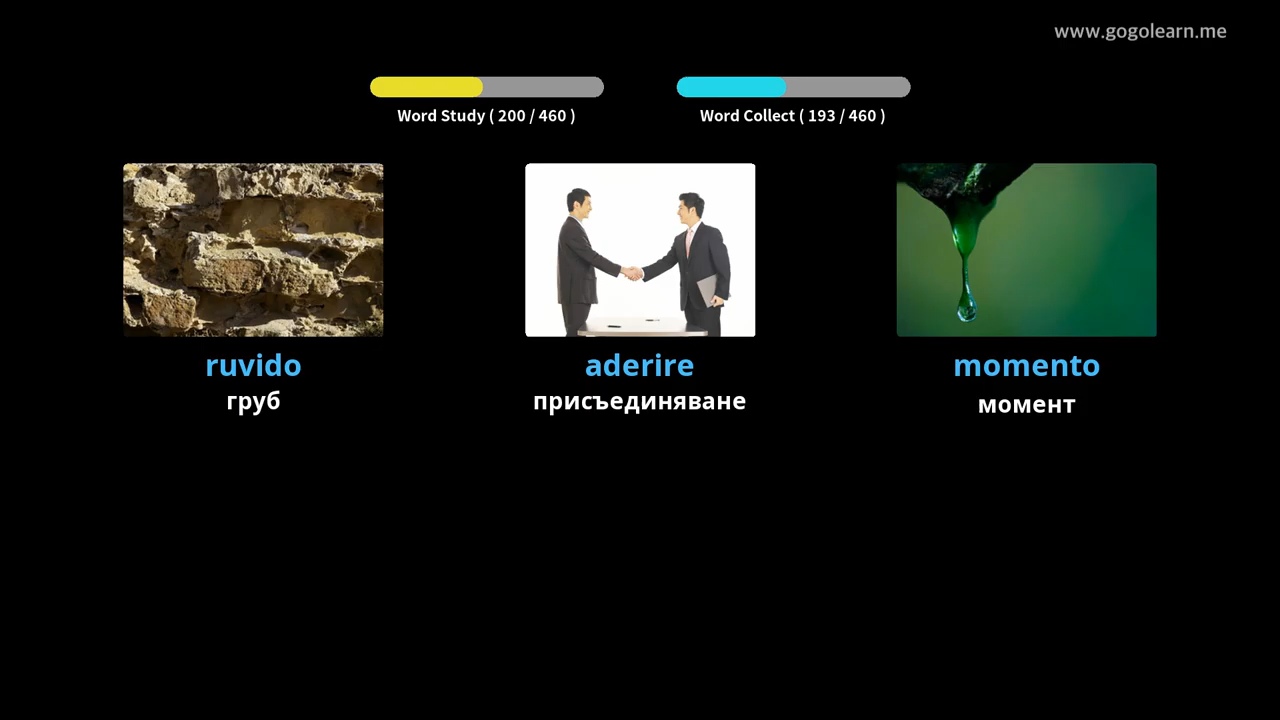 www.gogolearn.me
Word Study ( 200 / 460 )
Word Collect ( 193 / 460 )
ruvido
груб
aderire
присъединяване
momento
момент